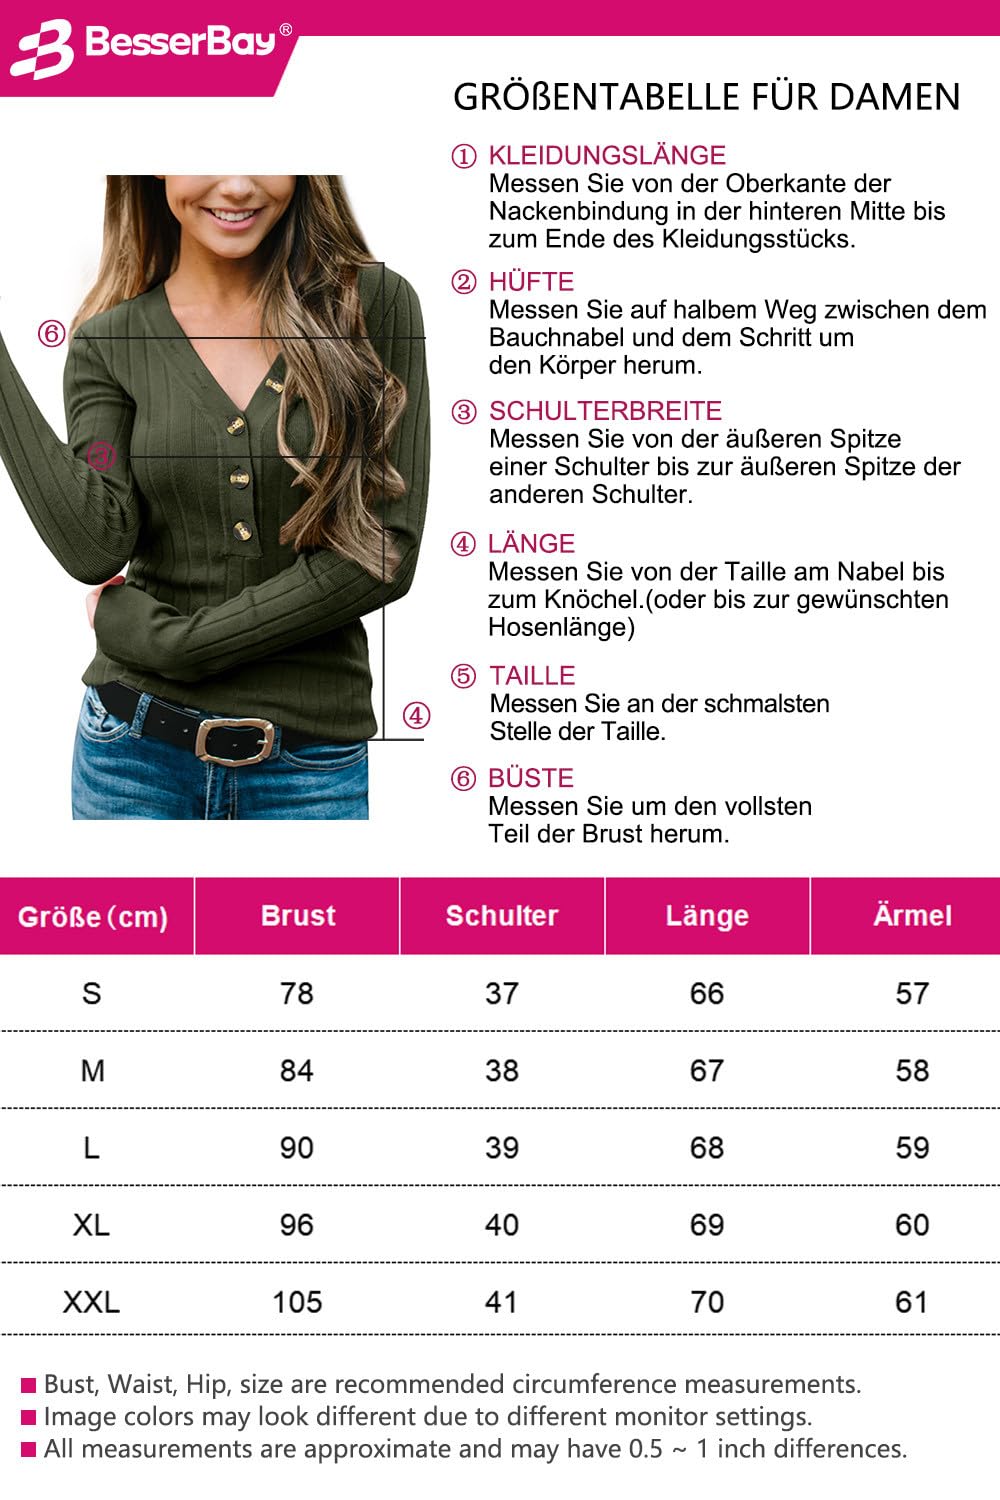 BesserBay®
GRÖßENTABELLE FÜR DAMEN
① KLEIDUNGSLÄNGE
Messen Sie von der Oberkante der
Nackenbindung in der hinteren Mitte bis
zum Ende des Kleidungsstücks.
② HÜFTE
Messen Sie auf halbem Weg zwischen dem
Bauchnabel und dem Schritt um
den Körper herum.
③ SCHULTERBREITE
Messen Sie von der äußeren Spitze
einer Schulter bis zur äußeren Spitze der
anderen Schulter.
④ LÄNGE
Messen Sie von der Taille am Nabel bis
zum Knöchel.(oder bis zur gewünschten
Hosenlänge)
⑤ TAILLE
Messen Sie an der schmalsten
Stelle der Taille.
⑥ BÜSTE
Messen Sie um den vollsten
Teil der Brust herum.
⑥
③
④
Größe(cm) Brust Schulter Länge Ärmel
S 78 37 66 57
M 84 38 67 58
L 90 39 68 59
XL 96 40 69 60
XXL 105 41 70 61
Bust, Waist, Hip, size are recommended circumference measurements.
Image colors may look different due to different monitor settings.
All measurements are approximate and may have 0.5 ~ 1 inch differences.